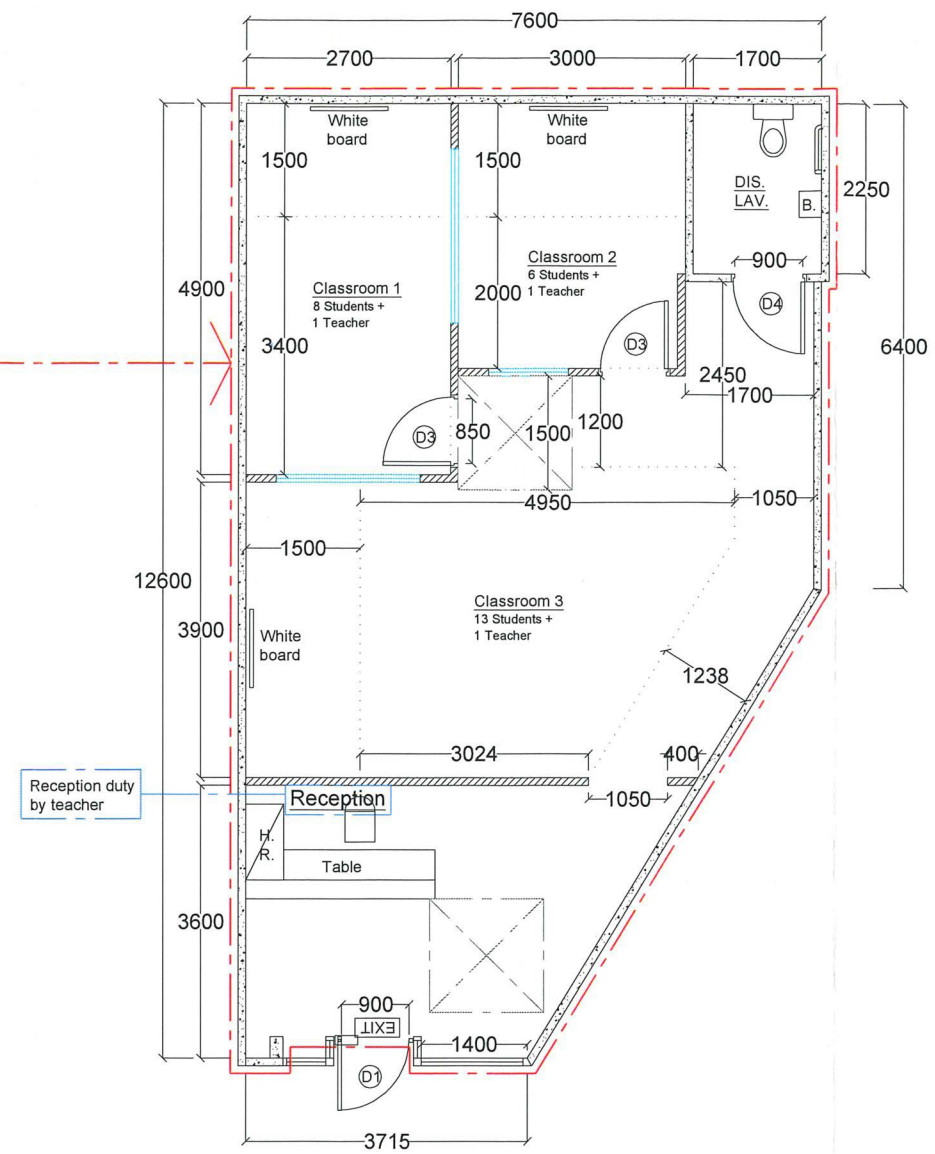 7600
2700
3000
1700
White
board
White
board
1500
1500
DIS.
LAV.
B.
2250
900
Classroom 1
8 Students +
1 Teacher
Classroom 2
6 Students +
1 Teacher
4900
2000
D4
3400
D3
6400
2450
1700
D3
850
1500
1200
4950
1050
1500
12600
3900
White
board
Classroom 3
13 Students +
1 Teacher
1238
3024
400
Reception duty
by teacher
Reception
1050
H.
R.
Table
3600
900
EXIT
1400
D1
3715